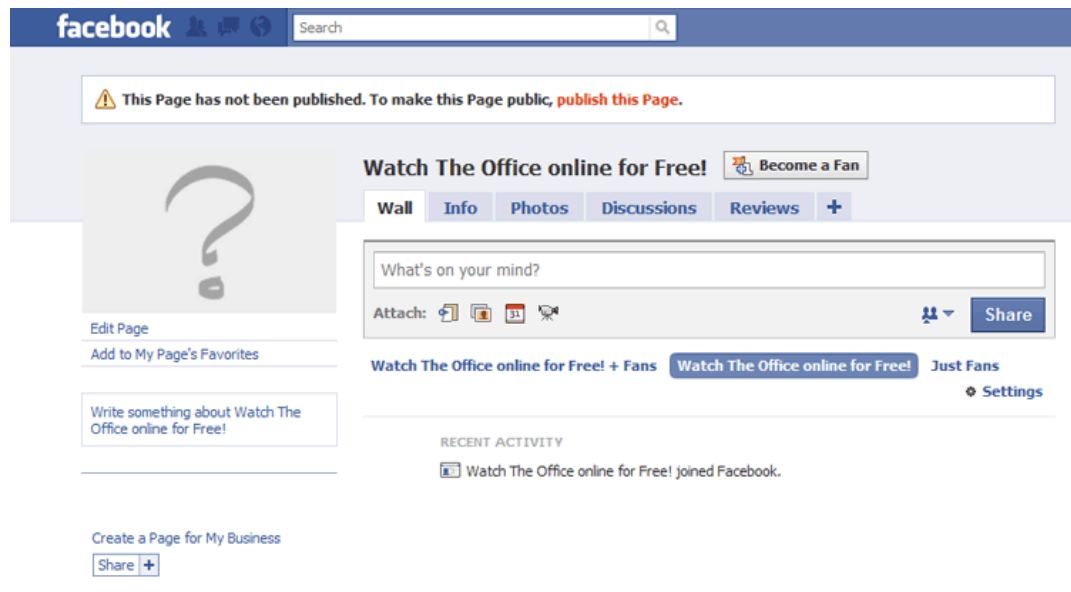 facebook
Search
This Page has not been published. To make this Page public, publish this Page.
?
Watch The Office online for Free!
Become a Fan
Wall
Info
Photos
Discussions
Reviews
+
What's on your mind?
Attach:
31
Share
Edit Page
Add to My Page's Favorites
Watch The Office online for Free! + Fans
Watch The Office online for Free!
Just Fans
Settings
Write something about Watch The
Office online for Free!
RECENT ACTIVITY
Watch The Office online for Free! joined Facebook.
Create a Page for My Business
Share +